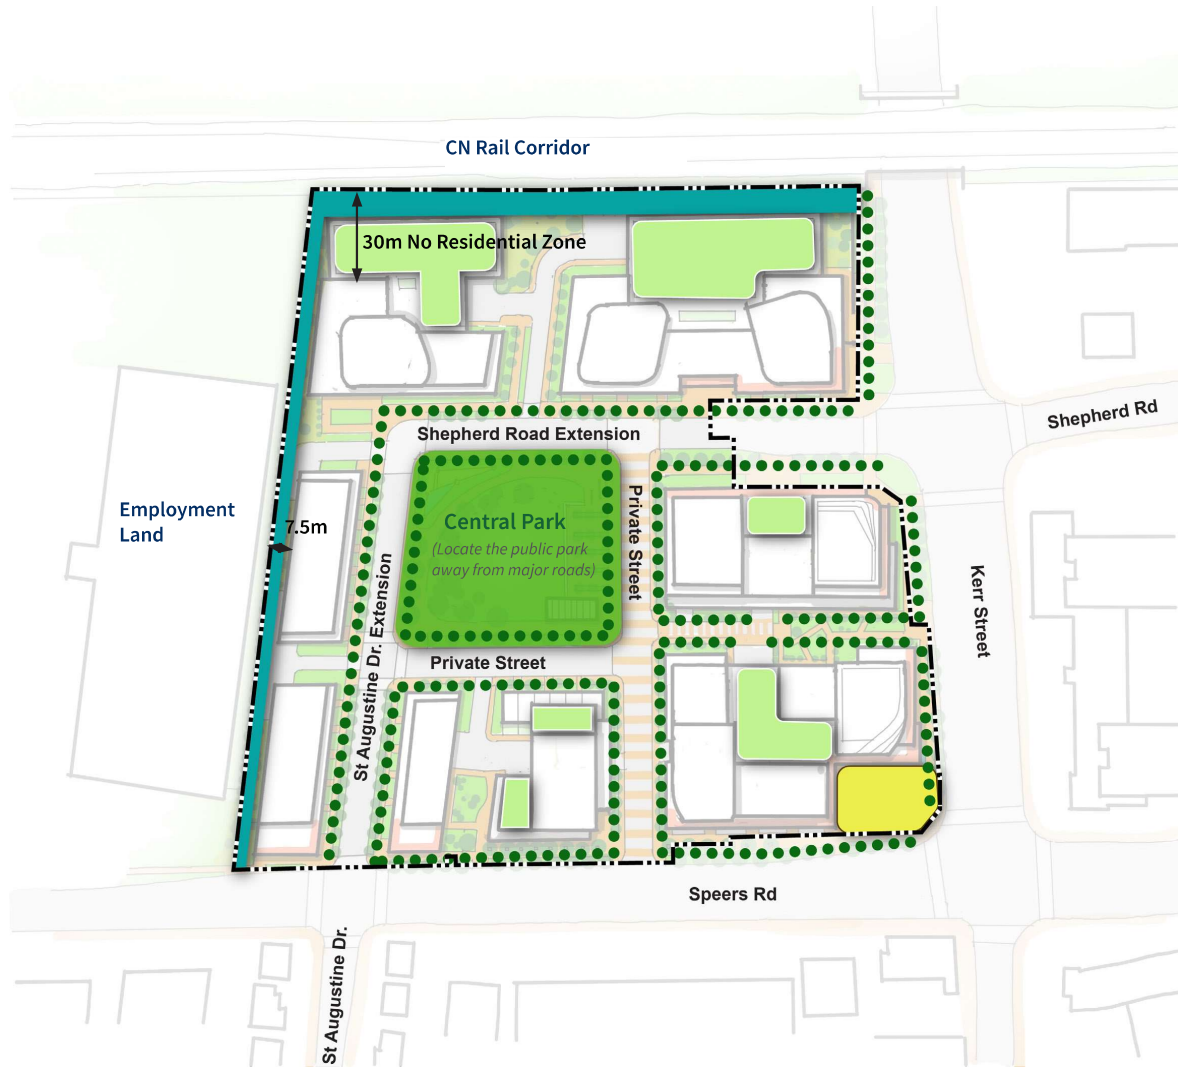 CN Rail Corridor
30m No Residential Zone
Shepherd Rd
Shepherd Road Extension
Employment
Land
7.5m
Central Park
(Locate the public park
away from major roads)
Private Street
Kerr Street
St Augustine Dr. Extension
Private Street
Speers Rd
St Augustine Dr.